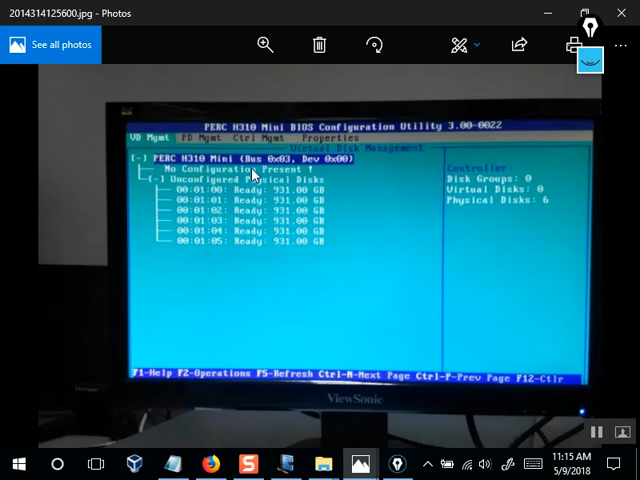 2014314125600.jpg - Photos
See all photos
PERC H310 Mini BIOS Configuration Utility 3.00-0022
VD Mgmt PD Mgmt Ctrl Mgmt Properties
Virtual Disk Management
[-] PERC H310 Mini (Bus 0x03, Dev 0x00)
No Configuration Present !
[-] Unconfigured Physical Disks
00:01:00: Ready: 931.00 GB
00:01:01: Ready: 931.00 GB
00:01:02: Ready: 931.00 GB
00:01:03: Ready: 931.00 GB
00:01:04: Ready: 931.00 GB
00:01:05: Ready: 931.00 GB
Controller:
Disk Groups: 0
Virtual Disks: 0
Physical Disks: 6
F1-Help F2-Operations F5-Refresh Ctrl-N-Next Page Ctrl-P-Prev Page F12-Ctlr
ViewSonic
S
11:15 AM
5/9/2018